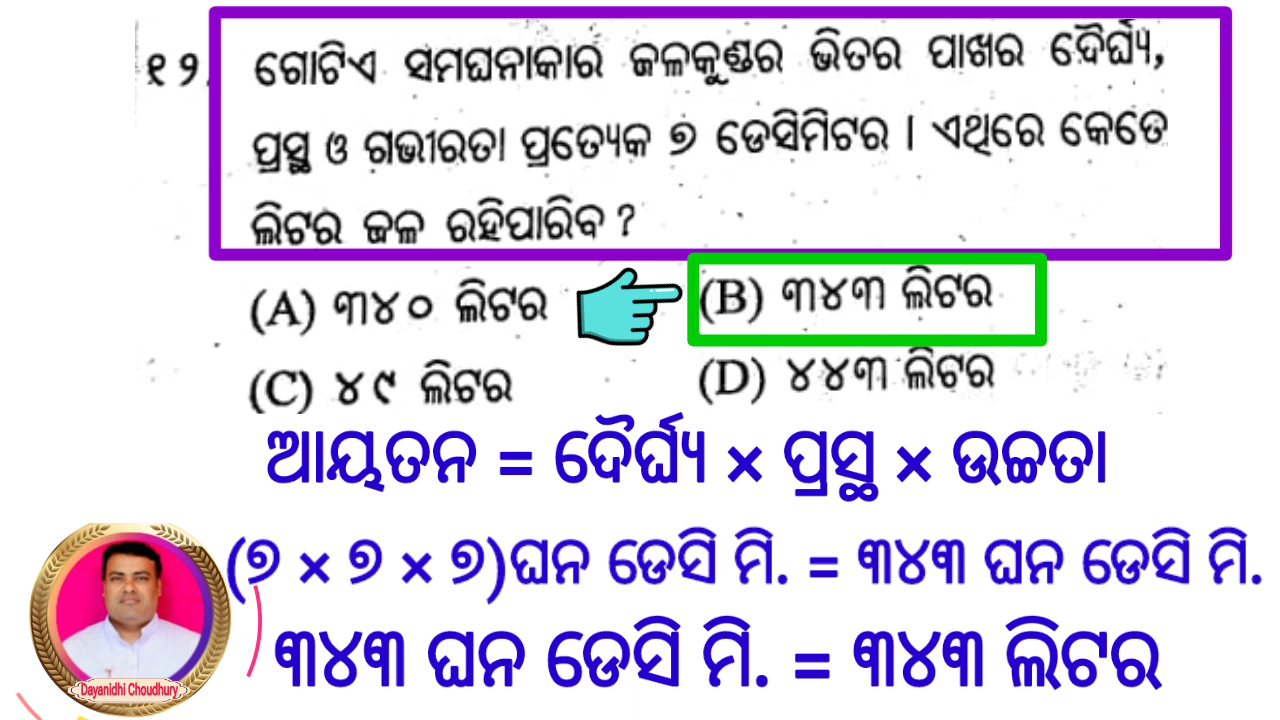 ୧୨. ଗୋଟିଏ ସମଘନାକାର ଜଳକୁଣ୍ଡର ଭିତର ପାଖର ଦୈର୍ଘ୍ୟ,
ପ୍ରସ୍ଥ ଓ ଗଭୀରତା ପ୍ରତ୍ୟେକ ୭ ଡେସିମିଟର । ଏଥିରେ କେତେ
ଲିଟର ଜଳ ରହିପାରିବ ?
(A) ୩୪୦ ଲିଟର (B) ୩୪୩ ଲିଟର
(C) ୪୯ ଲିଟର (D) ୪୪୩ ଲିଟର
ଆୟତନ = ଦୈର୍ଘ୍ୟ × ପ୍ରସ୍ଥ × ଉଚ୍ଚତା
(୭ × ୭ × ୭)ଘନ ଡେସି ମି. = ୩୪୩ ଘନ ଡେସି ମି.
୩୪୩ ଘନ ଡେସି ମି. = ୩୪୩ ଲିଟର
Dayanidhi Choudhury